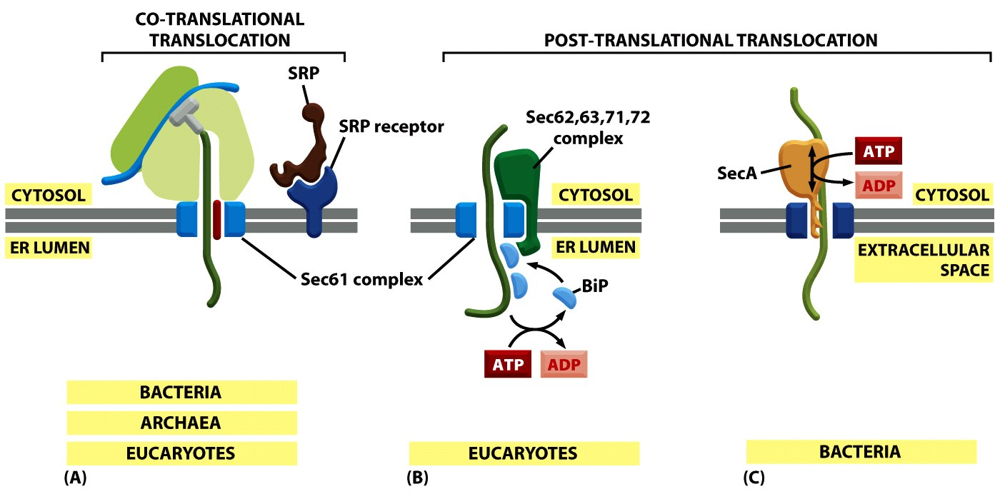 CO-TRANSLATIONAL
TRANSLOCATION
POST-TRANSLATIONAL TRANSLOCATION
SRP
SRP receptor
CYTOSOL
ER LUMEN
Sec61 complex
Sec62,63,71,72
complex
CYTOSOL
ER LUMEN
BiP
ATP
ADP
SecA
ATP
ADP
CYTOSOL
EXTRACELLULAR
SPACE
BACTERIA
ARCHAEA
EUCARYOTES
(A)
EUCARYOTES
(B)
BACTERIA
(C)